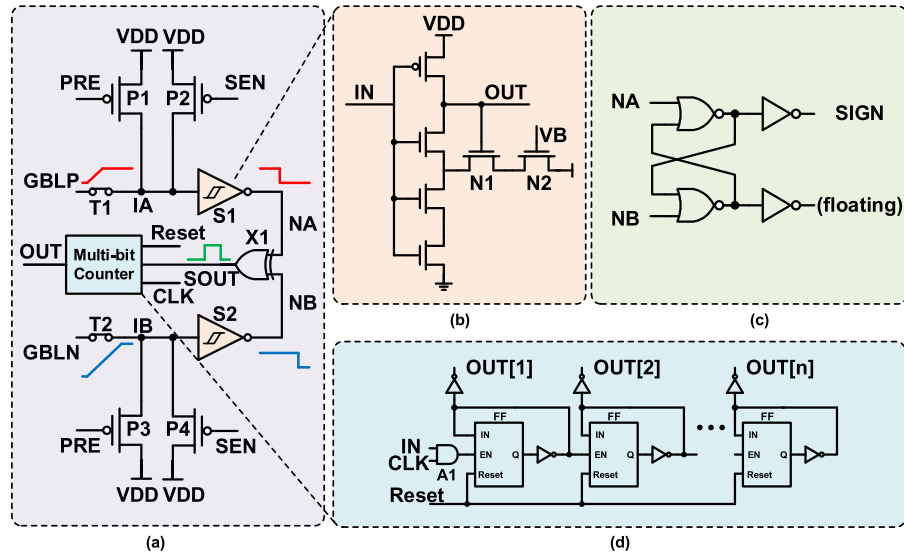 VDD VDD
PRE P1 P2 SEN
GBLP
T1 IA S1
NA
Reset X1
OUT Multi-bit
Counter
SOUT
CLK NB
T2 IB S2
GBLN
PRE P3 P4 SEN
VDD VDD
(a)
VDD
IN OUT
VB
N1 N2
(b)
NA SIGN
NB (floating)
(c)
OUT[1] OUT[2] OUT[n]
FF FF FF
IN IN IN
IN
CLK
A1
EN Q EN Q EN Q
Reset Reset Reset
Reset
(d)